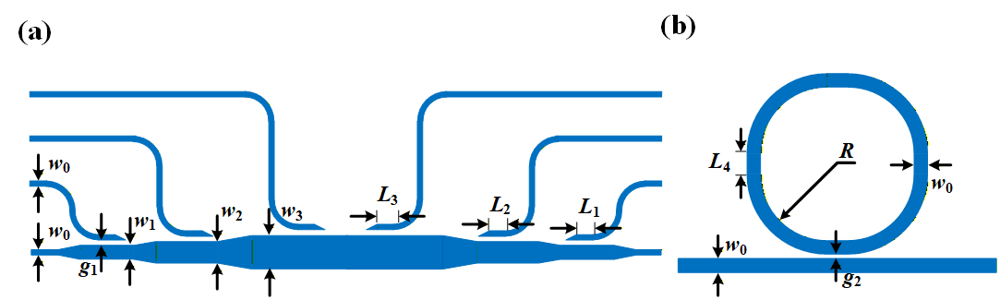 (a)
(b)
w₀
w₀
g₁
w₁
w₂
w₃
L₃
L₂
L₁
L₄
R
w₀
w₀
g₂